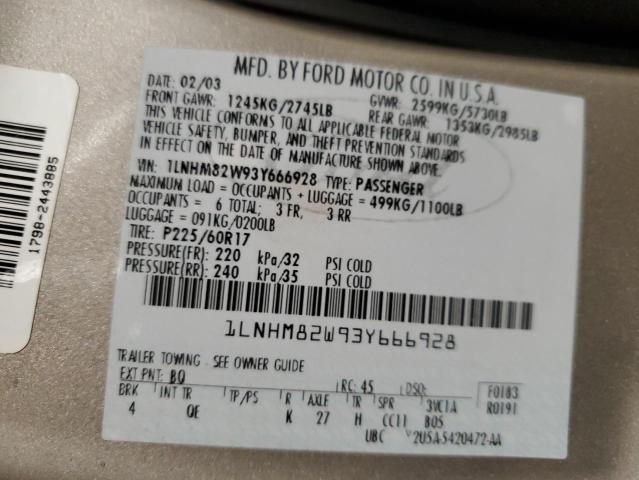 MFD. BY FORD MOTOR CO. IN U.S.A.
DATE: 02/03 GVWR: 2599KG/5730LB
FRONT GAWR: 1245KG/2745LB REAR GAWR: 1353KG/2985LB
THIS VEHICLE CONFORMS TO ALL APPLICABLE FEDERAL MOTOR
VEHICLE SAFETY, BUMPER, AND THEFT PREVENTION STANDARDS
IN EFFECT ON THE DATE OF MANUFACTURE SHOWN ABOVE.
VIN: 1LNHM82W93Y666928 TYPE: PASSENGER
MAXIMUM LOAD = OCCUPANTS + LUGGAGE = 499KG/1100LB
OCCUPANTS = 6 TOTAL; 3 FR, 3 RR
LUGGAGE = 091KG/0200LB
TIRE: P225/60R17
PRESSURE(FR): 220 kPa/32 PSI COLD
PRESSURE(RR): 240 kPa/35 PSI COLD
1LNHM82W93Y666928
TRAILER TOWING - SEE OWNER GUIDE
EXT PNT: BQ RC: 45 DSO: F0183
BRK INT TR TP/PS R AXLE TR SPR 3VC1A R0191
4 QE K 27 H CC11 B05
UBC V2U5A-5420472-AA
1798-2443885